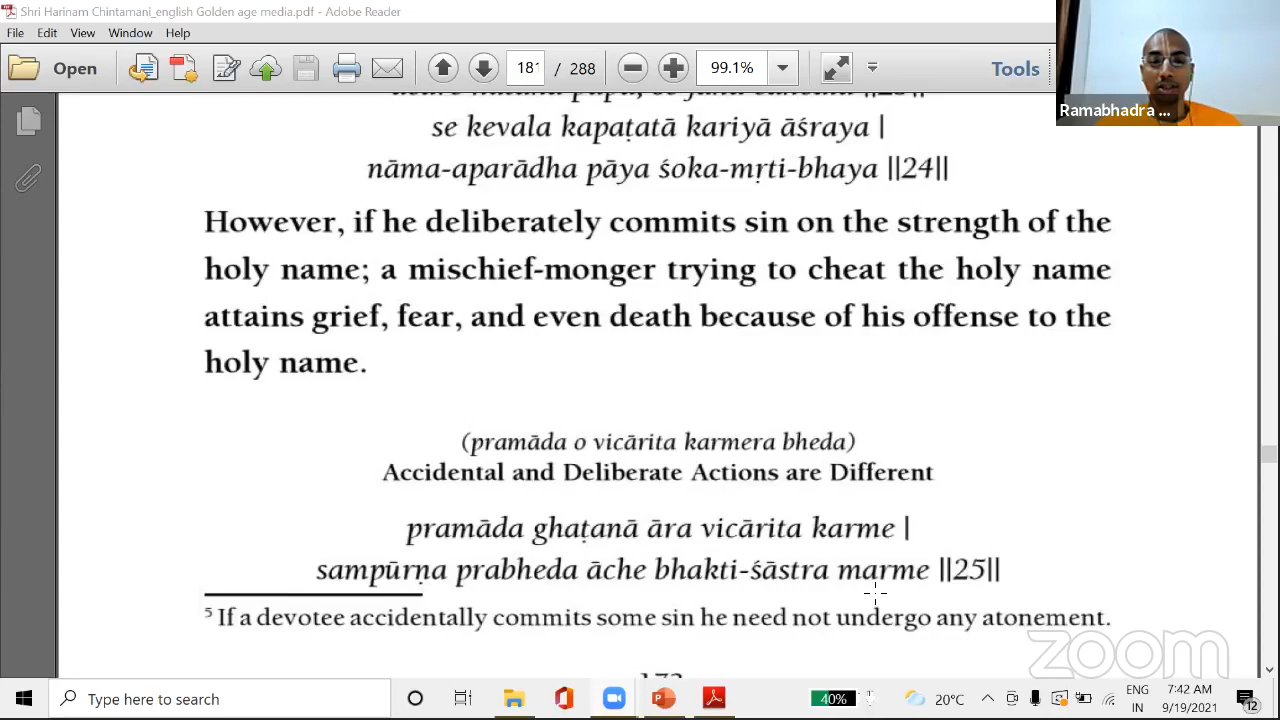 Shri Harinam Chintamani_english Golden age media.pdf - Adobe Reader
File Edit View Window Help
Open 181 / 288 99.1% Tools
Ramabhadra ...
se kevala kapaṭatā kariyā āśraya |
nāma-aparādha pāya śoka-mṛti-bhaya ||24||
However, if he deliberately commits sin on the strength of the
holy name; a mischief-monger trying to cheat the holy name
attains grief, fear, and even death because of his offense to the
holy name.
(pramāda o vicārita karmera bheda)
Accidental and Deliberate Actions are Different
pramāda ghaṭanā āra vicārita karme |
sampūrṇa prabheda āche bhakti-śāstra marme ||25||
5 If a devotee accidentally commits some sin he need not undergo any atonement.
zoom
Type here to search
40%
20°C
ENG
IN
7:42 AM
9/19/2021
12